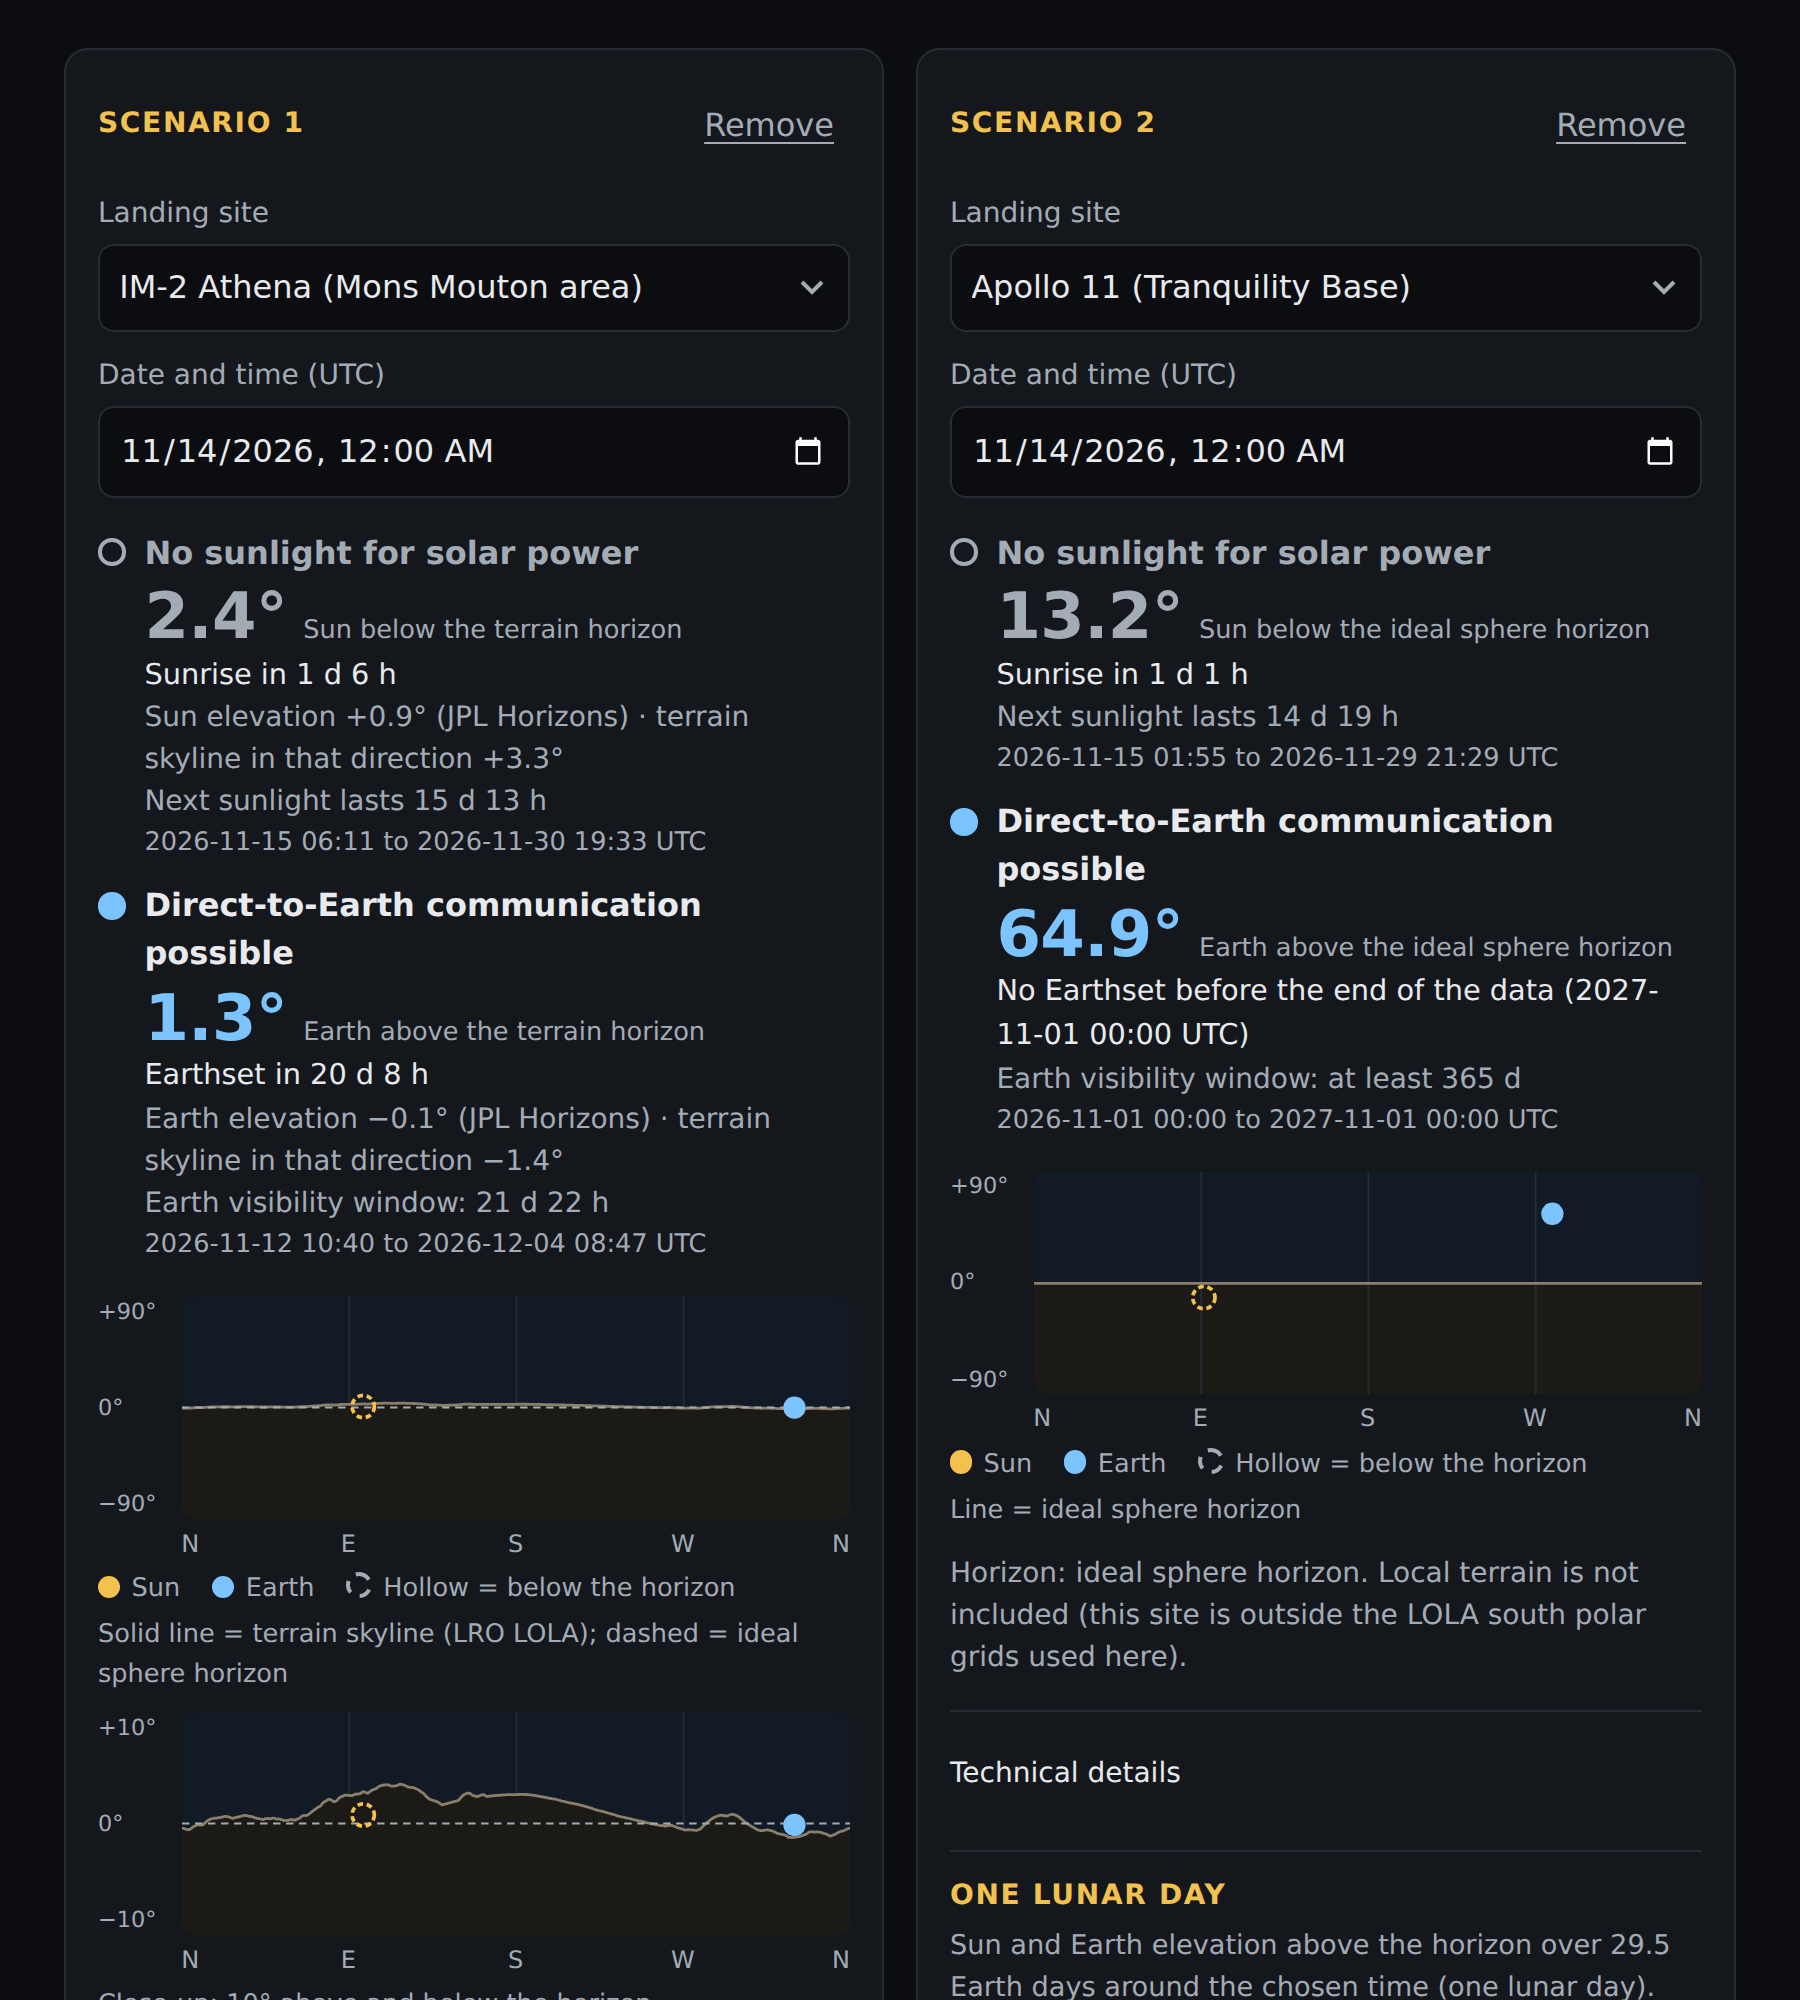 SCENARIO 1
Remove
Landing site
IM-2 Athena (Mons Mouton area)
Date and time (UTC)
11/14/2026, 12:00 AM
No sunlight for solar power
2.4° Sun below the terrain horizon
Sunrise in 1 d 6 h
Sun elevation +0.9° (JPL Horizons) · terrain
skyline in that direction +3.3°
Next sunlight lasts 15 d 13 h
2026-11-15 06:11 to 2026-11-30 19:33 UTC
Direct-to-Earth communication
possible
1.3° Earth above the terrain horizon
Earthset in 20 d 8 h
Earth elevation −0.1° (JPL Horizons) · terrain
skyline in that direction −1.4°
Earth visibility window: 21 d 22 h
2026-11-12 10:40 to 2026-12-04 08:47 UTC
+90°
0°
−90°
N E S W N
Sun Earth Hollow = below the horizon
Solid line = terrain skyline (LRO LOLA); dashed = ideal
sphere horizon
+10°
0°
−10°
N E S W N
Close-up: 10° above and below the horizon
SCENARIO 2
Remove
Landing site
Apollo 11 (Tranquility Base)
Date and time (UTC)
11/14/2026, 12:00 AM
No sunlight for solar power
13.2° Sun below the ideal sphere horizon
Sunrise in 1 d 1 h
Next sunlight lasts 14 d 19 h
2026-11-15 01:55 to 2026-11-29 21:29 UTC
Direct-to-Earth communication
possible
64.9° Earth above the ideal sphere horizon
No Earthset before the end of the data (2027-
11-01 00:00 UTC)
Earth visibility window: at least 365 d
2026-11-01 00:00 to 2027-11-01 00:00 UTC
+90°
0°
−90°
N E S W N
Sun Earth Hollow = below the horizon
Line = ideal sphere horizon
Horizon: ideal sphere horizon. Local terrain is not
included (this site is outside the LOLA south polar
grids used here).
Technical details
ONE LUNAR DAY
Sun and Earth elevation above the horizon over 29.5
Earth days around the chosen time (one lunar day).